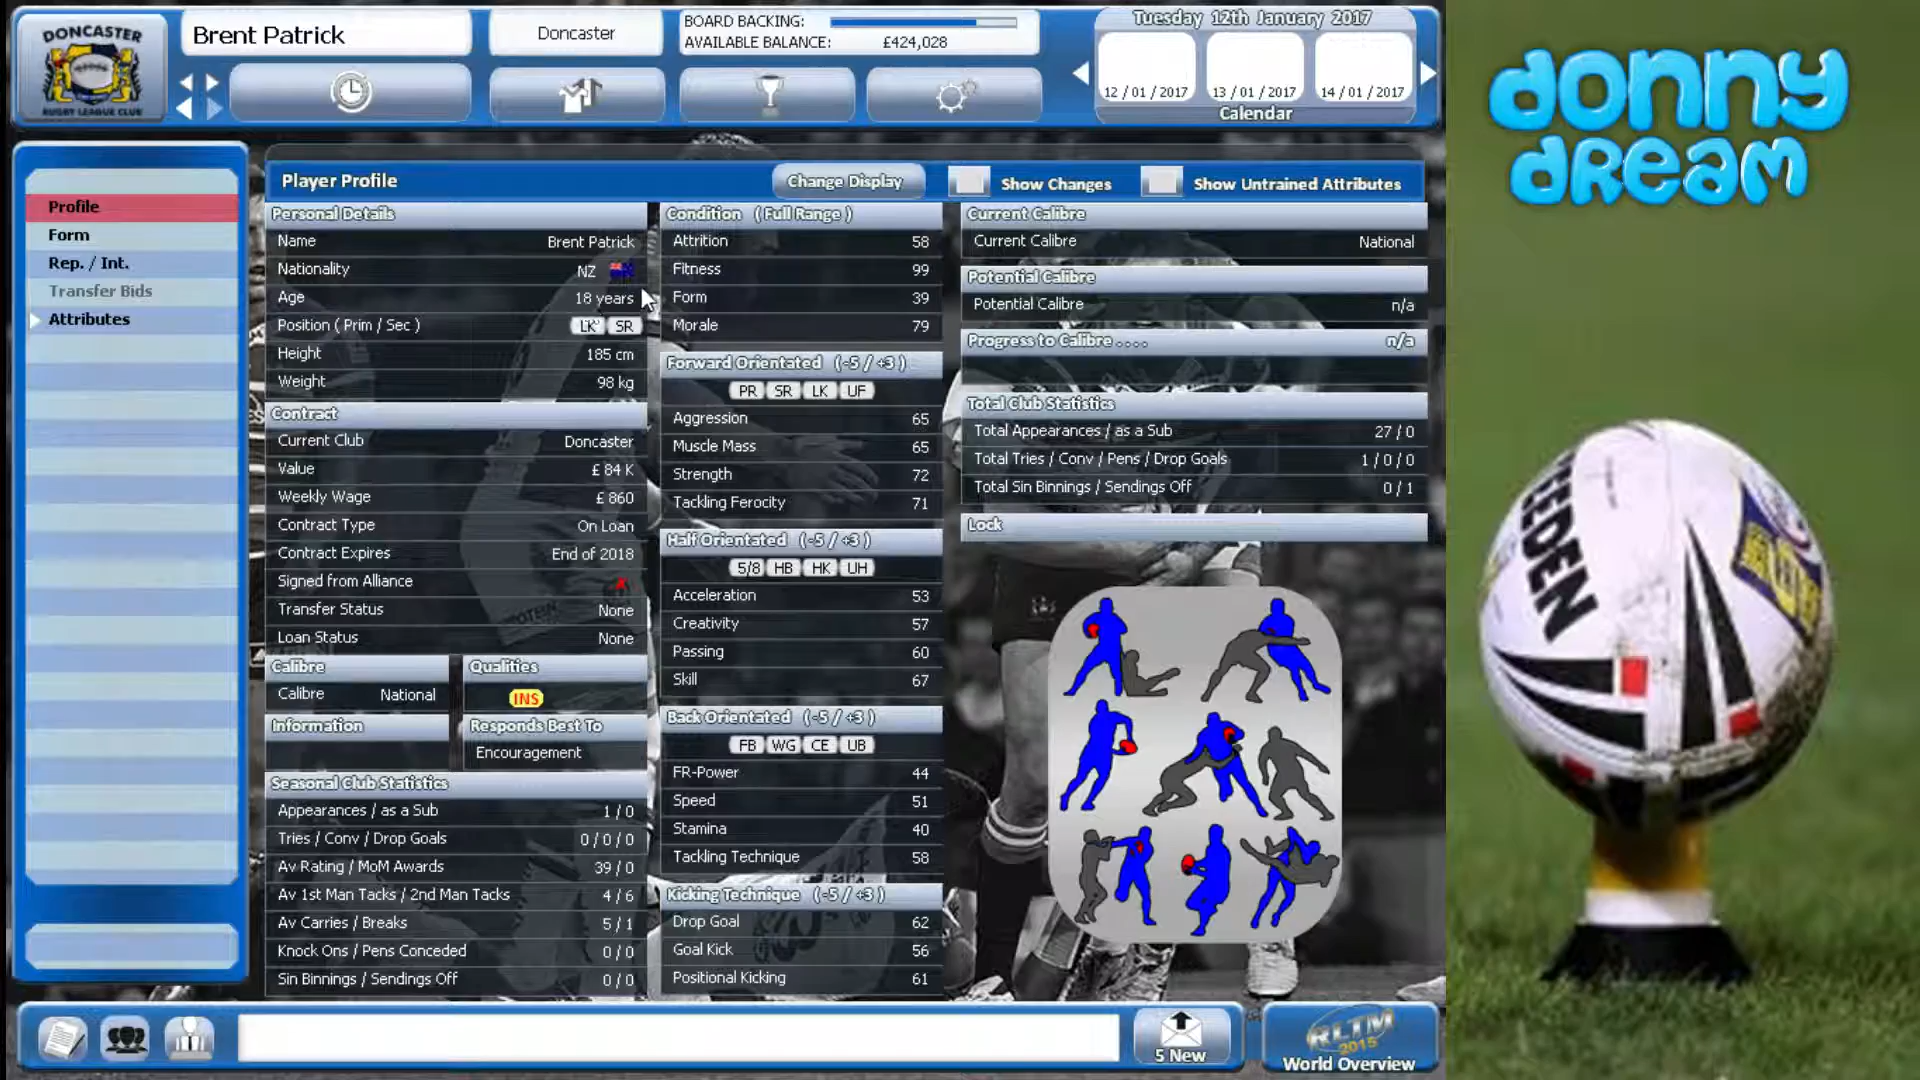 DONCASTER
RUGBY LEAGUE CLUB
Brent Patrick
Doncaster
BOARD BACKING:
AVAILABLE BALANCE: £424,028
Tuesday 12th January 2017
12 / 01 / 2017 13 / 01 / 2017 14 / 01 / 2017
Calendar
donny
dream
Profile
Form
Rep. / Int.
Transfer Bids
Attributes
Player Profile
Change Display
Show Changes
Show Untrained Attributes
Personal Details
Name Brent Patrick
Nationality NZ
Age 18 years
Position ( Prim / Sec ) LK' SR
Height 185 cm
Weight 98 kg
Contract
Current Club Doncaster
Value £ 84 K
Weekly Wage £ 860
Contract Type On Loan
Contract Expires End of 2018
Signed from Alliance
Transfer Status None
Loan Status None
Calibre
Calibre National
Qualities
INS
Information
Responds Best To
Encouragement
Seasonal Club Statistics
Appearances / as a Sub 1 / 0
Tries / Conv / Drop Goals 0 / 0 / 0
Av Rating / MoM Awards 39 / 0
Av 1st Man Tacks / 2nd Man Tacks 4 / 6
Av Carries / Breaks 5 / 1
Knock Ons / Pens Conceded 0 / 0
Sin Binnings / Sendings Off 0 / 0
Condition ( Full Range )
Attrition 58
Fitness 99
Form 39
Morale 79
Forward Orientated (-5 / +3 )
PR SR LK UF
Aggression 65
Muscle Mass 65
Strength 72
Tackling Ferocity 71
Half Orientated (-5 / +3 )
5/8 HB HK UH
Acceleration 53
Creativity 57
Passing 60
Skill 67
Back Orientated (-5 / +3 )
FB WG CE UB
FR-Power 44
Speed 51
Stamina 40
Tackling Technique 58
Kicking Technique (-5 / +3 )
Drop Goal 62
Goal Kick 56
Positional Kicking 61
Current Calibre
Current Calibre National
Potential Calibre
Potential Calibre n/a
Progress to Calibre . . . . n/a
Total Club Statistics
Total Appearances / as a Sub 27 / 0
Total Tries / Conv / Pens / Drop Goals 1 / 0 / 0
Total Sin Binnings / Sendings Off 0 / 1
Lock
5 New
RLTM
2015
World Overview